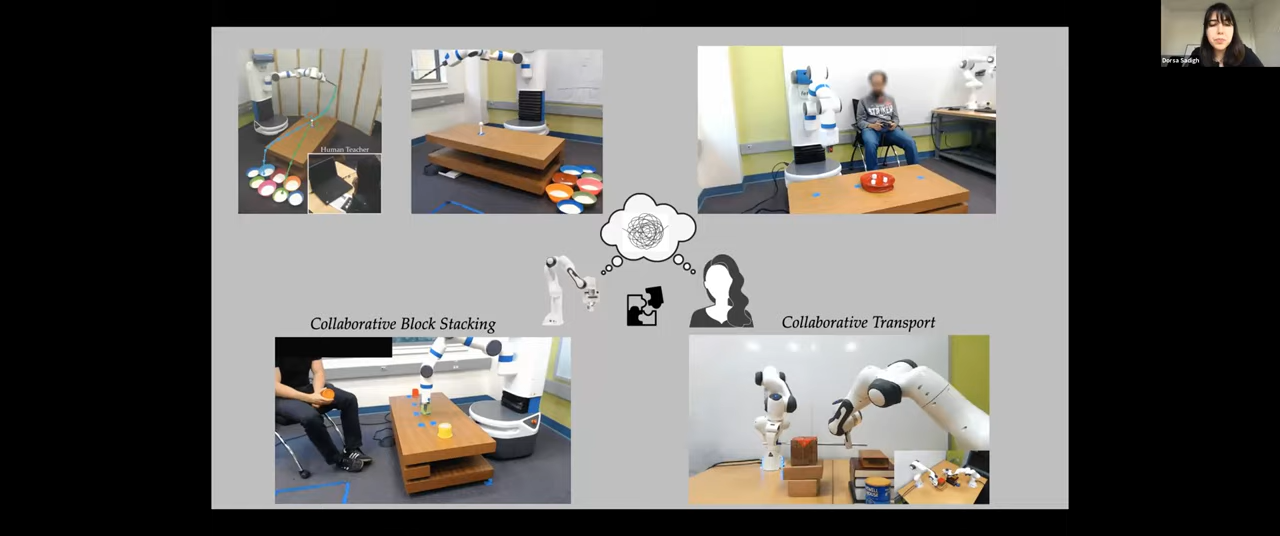 Dorsa Sadigh
Human Teacher
Collaborative Block Stacking
Collaborative Transport